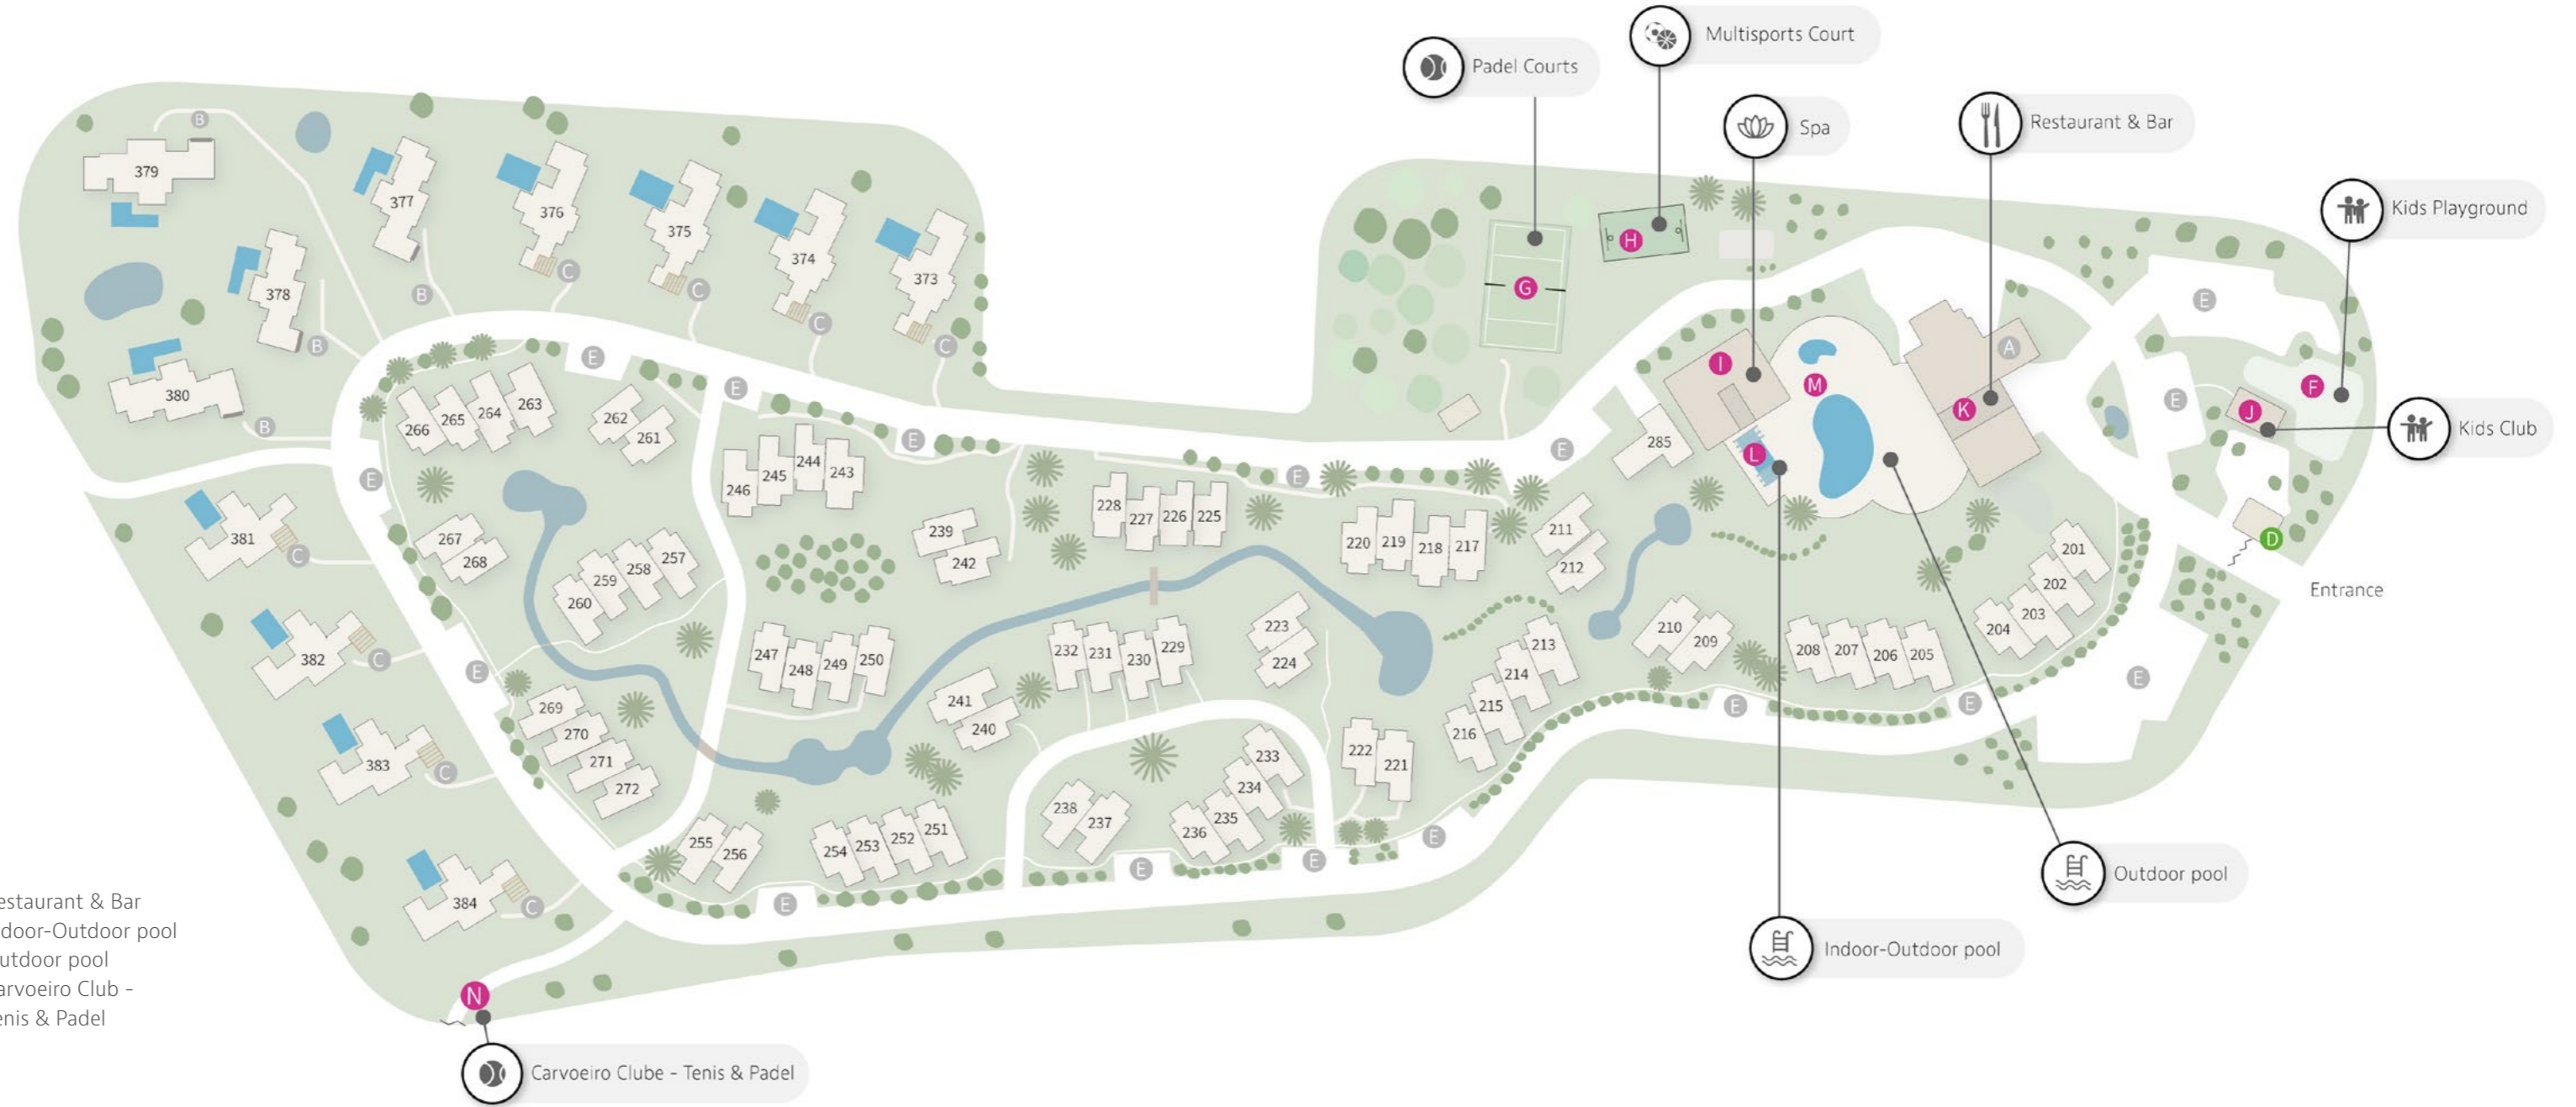 Multisports Court
Padel Courts
Spa
Restaurant & Bar
Kids Playground
Kids Club
Entrance
Outdoor pool
Indoor-Outdoor pool
Carvoeiro Clube - Tenis & Padel
B
379
377
376
375
374
373
378
380
B
B
B
C
C
C
C
G
H
I
M
L
K
A
J
F
D
E
E
E
E
E
E
E
E
266
265
264
263
262
261
246
245
244
243
285
381
C
267
268
260
259
258
257
239
242
228
227
226
225
220
219
218
217
211
212
201
202
203
204
382
C
E
247
248
249
250
232
231
230
229
223
224
213
214
215
216
210
209
208
207
206
205
E
E
E
383
C
269
270
271
272
241
240
233
234
235
236
238
237
222
221
384
C
255
256
254
253
252
251
E
E
E
E
N
estaurant & Bar
door-Outdoor pool
utdoor pool
arvoeiro Club -
enis & Padel